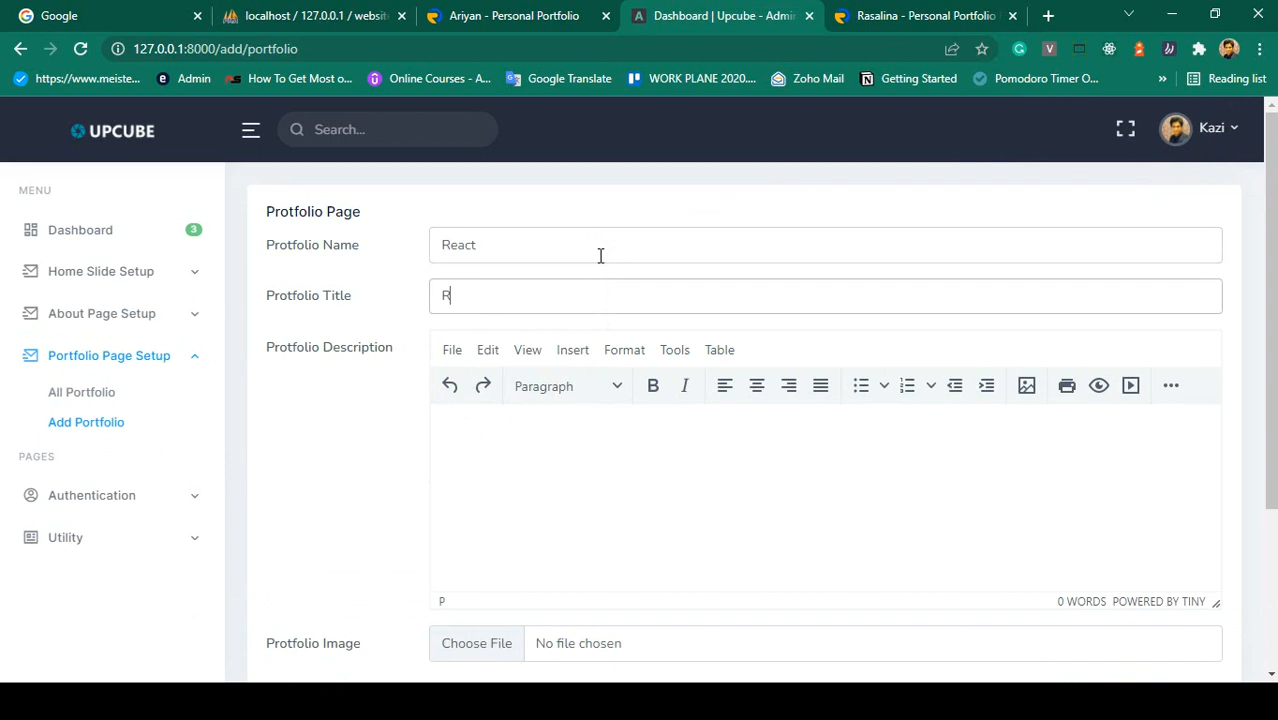 Google
localhost / 127.0.0.1 / websit
Ariyan - Personal Portfolio
Dashboard | Upcube - Admi
Rasalina - Personal Portfolio
127.0.0.1:8000/add/portfolio
https://www.meiste...
Admin
How To Get Most o...
Online Courses - A...
Google Translate
WORK PLANE 2020....
Zoho Mail
Getting Started
Pomodoro Timer O...
»
Reading list
UPCUBE
Search...
Kazi
MENU
Dashboard
3
Home Slide Setup
About Page Setup
Portfolio Page Setup
All Portfolio
Add Portfolio
PAGES
Authentication
Utility
Protfolio Page
Protfolio Name
React
Protfolio Title
R
Protfolio Description
File Edit View Insert Format Tools Table
Paragraph
B I
P
0 WORDS POWERED BY TINY
Protfolio Image
Choose File No file chosen